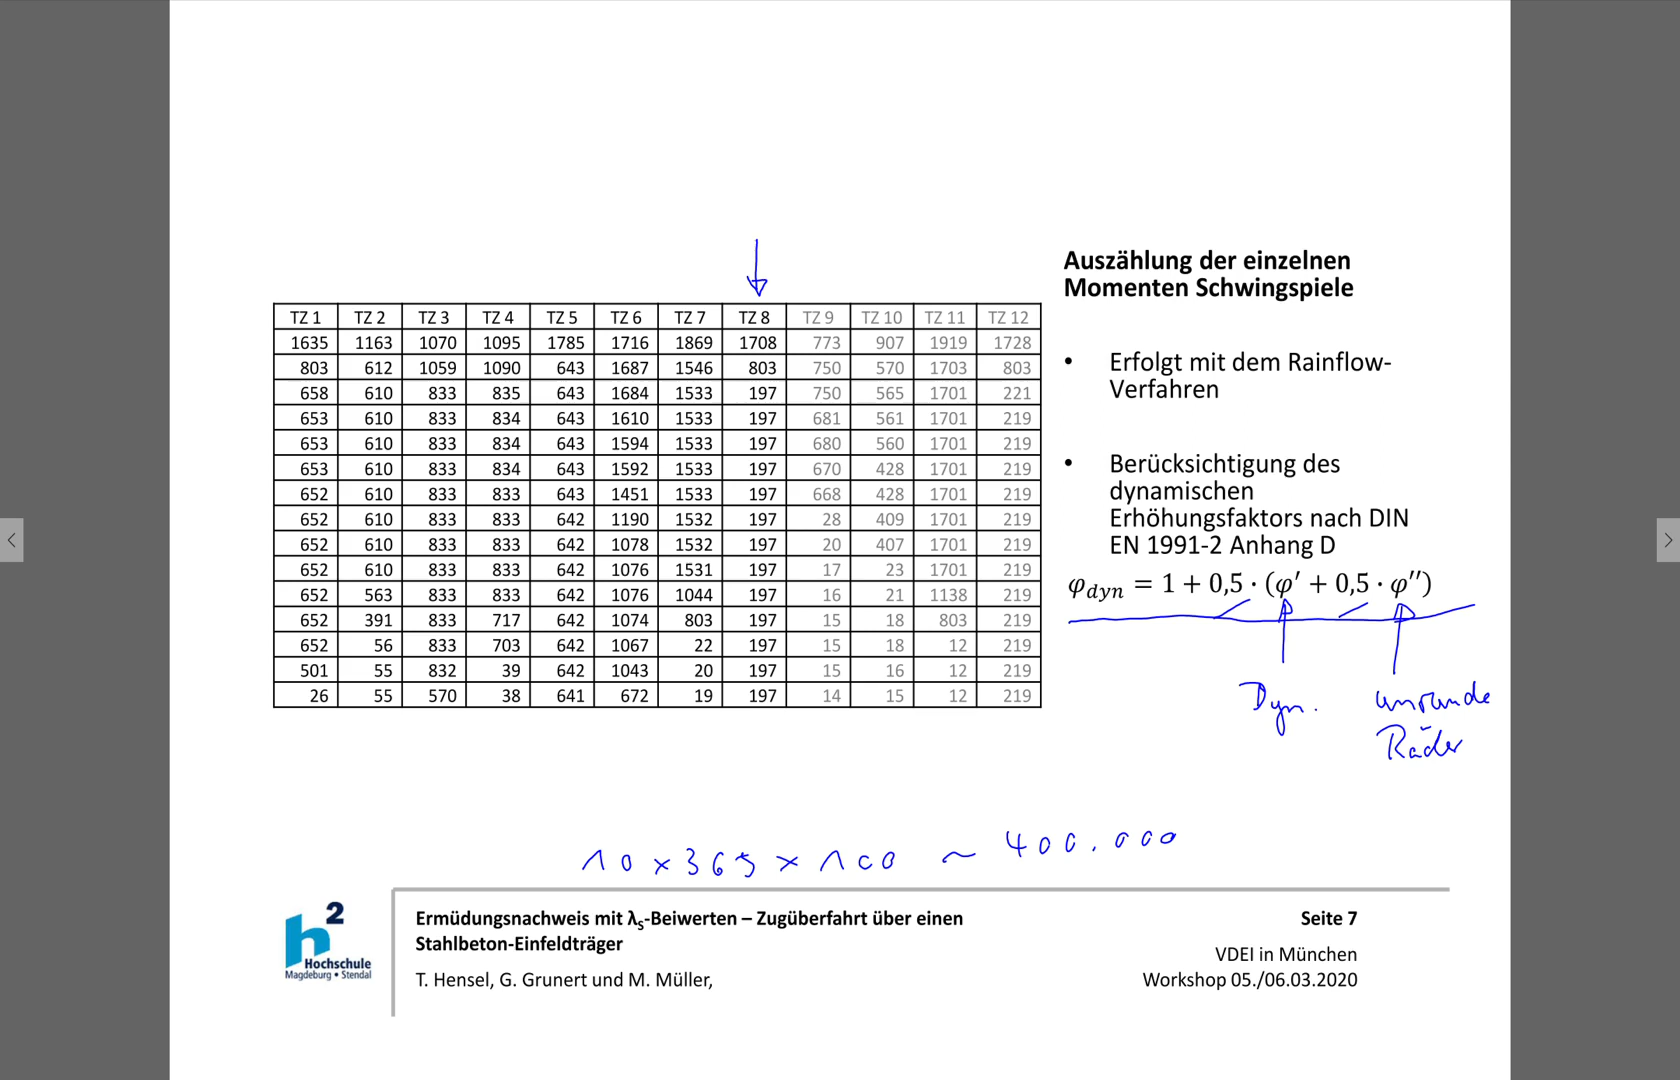 TZ 1 TZ 2 TZ 3 TZ 4 TZ 5 TZ 6 TZ 7 TZ 8 TZ 9 TZ 10 TZ 11 TZ 12
1635 1163 1070 1095 1785 1716 1869 1708 773 907 1919 1728
803 612 1059 1090 643 1687 1546 803 750 570 1703 803
658 610 833 835 643 1684 1533 197 750 565 1701 221
653 610 833 834 643 1610 1533 197 681 561 1701 219
653 610 833 834 643 1594 1533 197 680 560 1701 219
653 610 833 834 643 1592 1533 197 670 428 1701 219
652 610 833 833 643 1451 1533 197 668 428 1701 219
652 610 833 833 642 1190 1532 197 28 409 1701 219
652 610 833 833 642 1078 1532 197 20 407 1701 219
652 610 833 833 642 1076 1531 197 17 23 1701 219
652 563 833 833 642 1076 1044 197 16 21 1138 219
652 391 833 717 642 1074 803 197 15 18 803 219
652 56 833 703 642 1067 22 197 15 18 12 219
501 55 832 39 642 1043 20 197 15 16 12 219
26 55 570 38 641 672 19 197 14 15 12 219
Auszählung der einzelnen
Momenten Schwingspiele
• Erfolgt mit dem Rainflow-
Verfahren
• Berücksichtigung des
dynamischen
Erhöhungsfaktors nach DIN
EN 1991-2 Anhang D
φdyn = 1 + 0,5 · (φ′ + 0,5 · φ′′)
Dyn. unrunde
Räder
10 x 365 x 100 ~ 400.000
h2
Hochschule
Magdeburg • Stendal
Ermüdungsnachweis mit λs-Beiwerten – Zugüberfahrt über einen
Stahlbeton-Einfeldträger
T. Hensel, G. Grunert und M. Müller,
Seite 7
VDEI in München
Workshop 05./06.03.2020